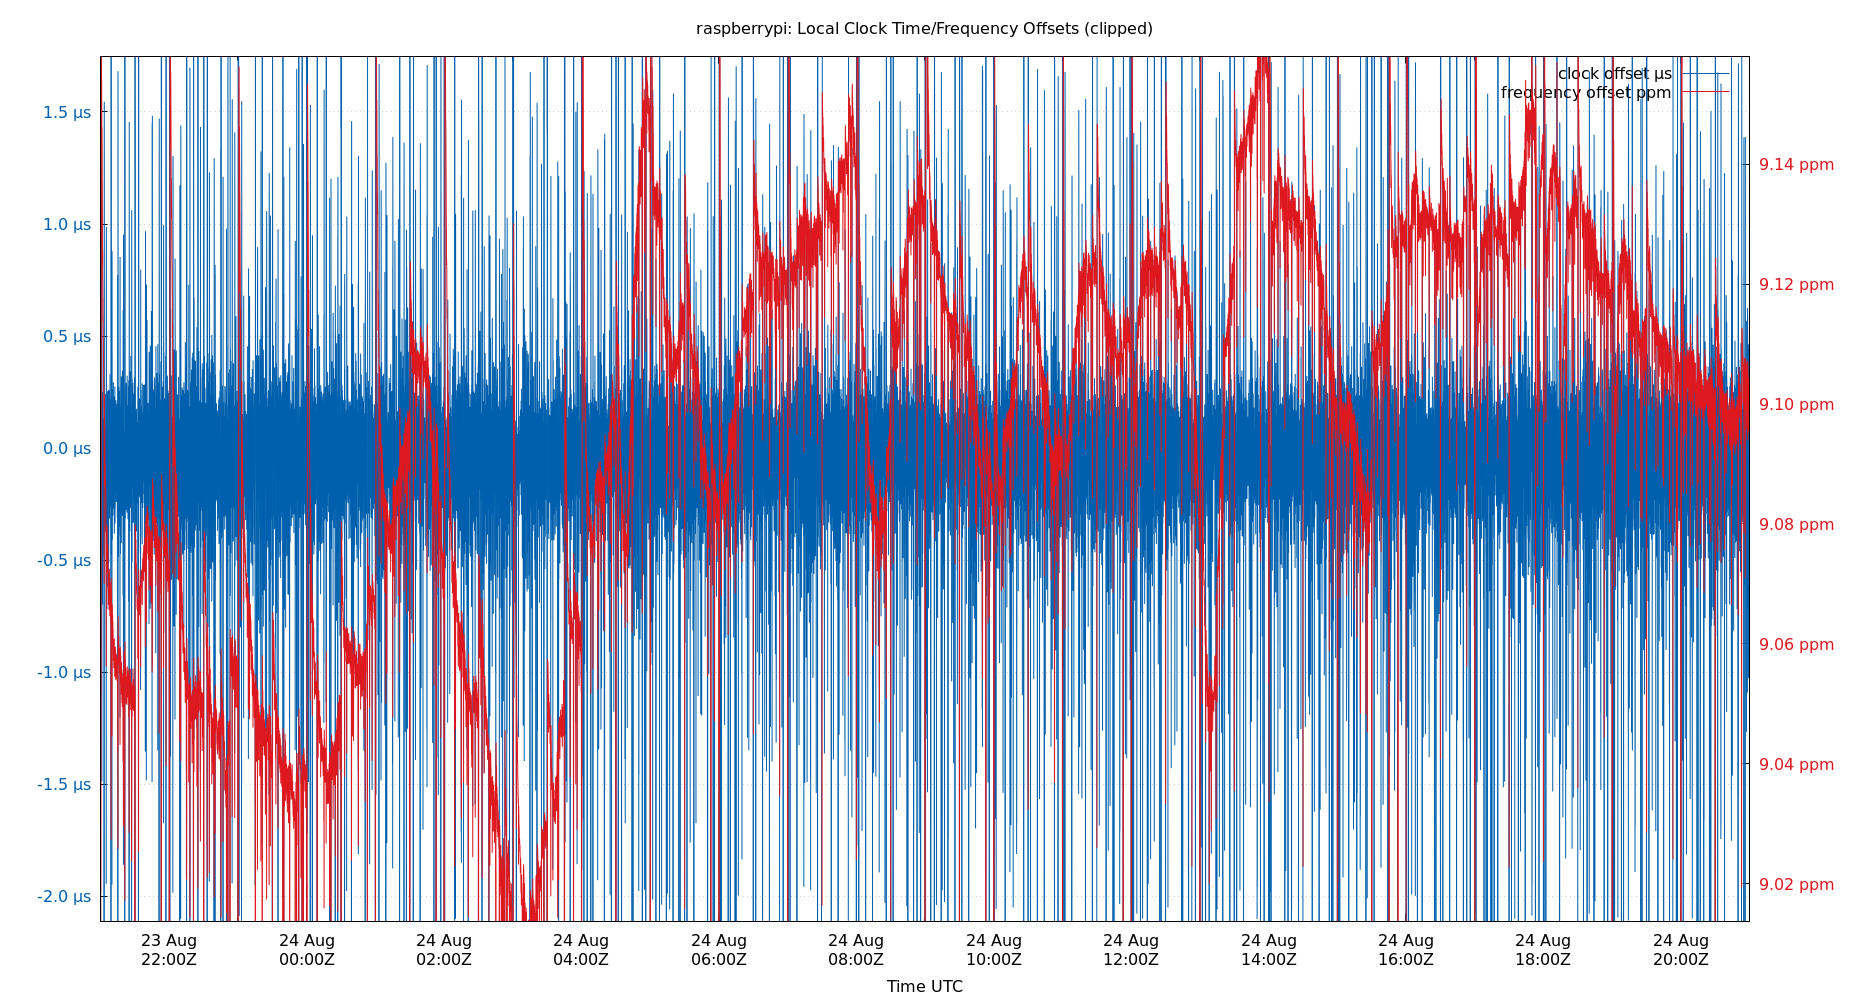 raspberrypi: Local Clock Time/Frequency Offsets (clipped)
clock offset µs
frequency offset ppm
1.5 µs
1.0 µs
0.5 µs
0.0 µs
-0.5 µs
-1.0 µs
-1.5 µs
-2.0 µs
9.14 ppm
9.12 ppm
9.10 ppm
9.08 ppm
9.06 ppm
9.04 ppm
9.02 ppm
23 Aug
22:00Z
24 Aug
00:00Z
24 Aug
02:00Z
24 Aug
04:00Z
24 Aug
06:00Z
24 Aug
08:00Z
24 Aug
10:00Z
24 Aug
12:00Z
24 Aug
14:00Z
24 Aug
16:00Z
24 Aug
18:00Z
24 Aug
20:00Z
Time UTC